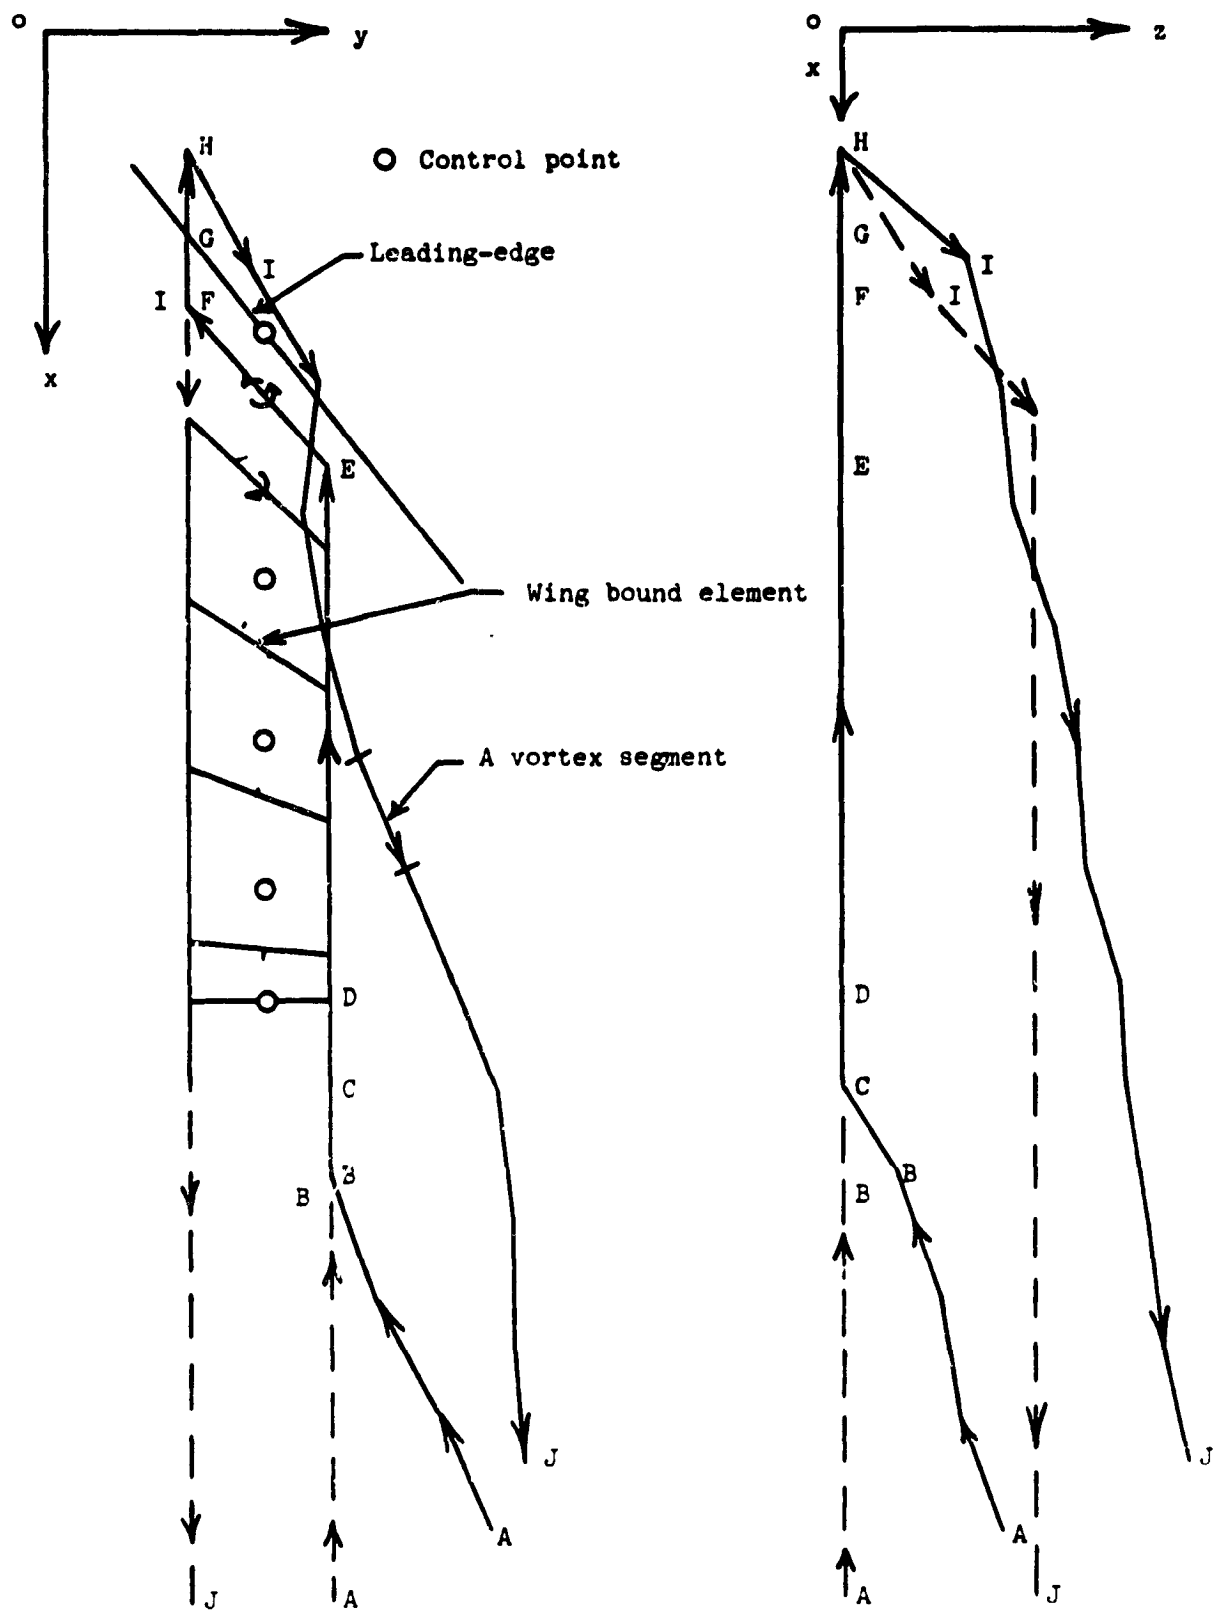 o
y
x
H
Control point
G
Leading-edge
I
I F
E
Wing bound element
A vortex segment
D
C
B
B
J
A
J
A
o
z
x
H
G
I
F
I
E
D
C
B
B
J
A
A
J